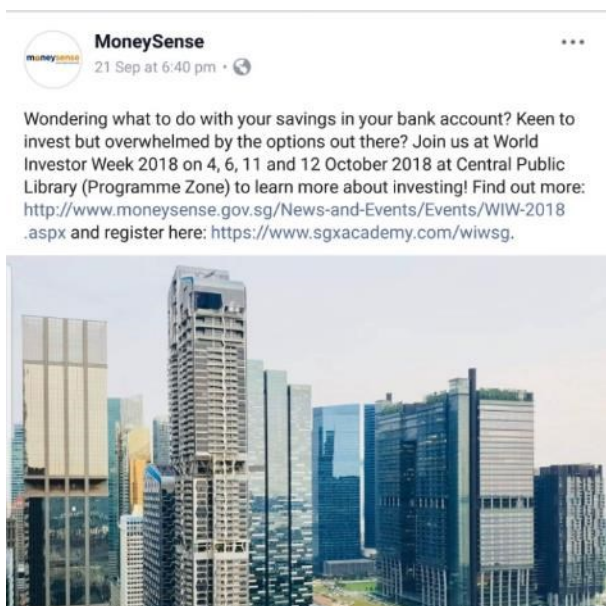 MoneySense
moneysense
21 Sep at 6:40 pm
Wondering what to do with your savings in your bank account? Keen to
invest but overwhelmed by the options out there? Join us at World
Investor Week 2018 on 4, 6, 11 and 12 October 2018 at Central Public
Library (Programme Zone) to learn more about investing! Find out more:
http://www.moneysense.gov.sg/News-and-Events/Events/WIW-2018
.aspx and register here: https://www.sgxacademy.com/wiwsg.